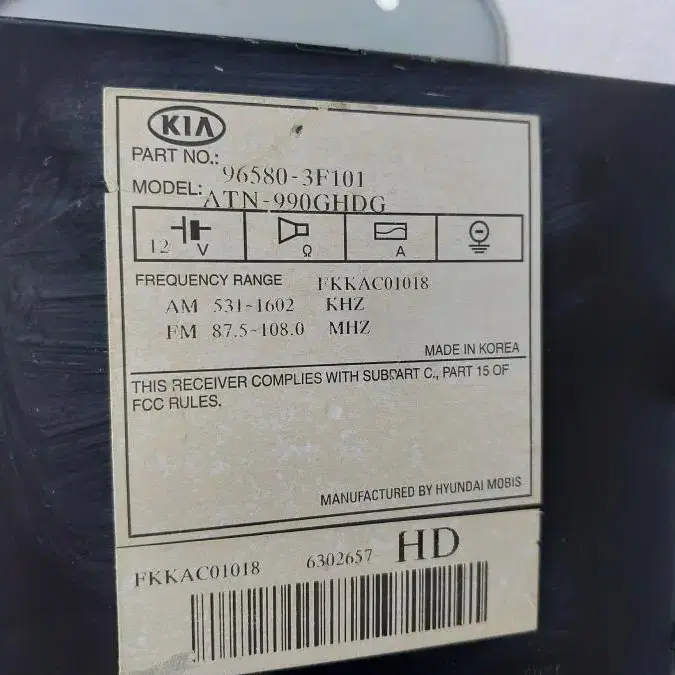 KIA
PART NO.: 96580-3F101
MODEL: ATN-990GHDG
12 V
Ω
A
FREQUENCY RANGE FKKAC01018
AM 531~1602 KHZ
FM 87.5~108.0 MHZ
MADE IN KOREA
THIS RECEIVER COMPLIES WITH SUBPART C., PART 15 OF
FCC RULES.
MANUFACTURED BY HYUNDAI MOBIS
FKKAC01018 6302657 HD